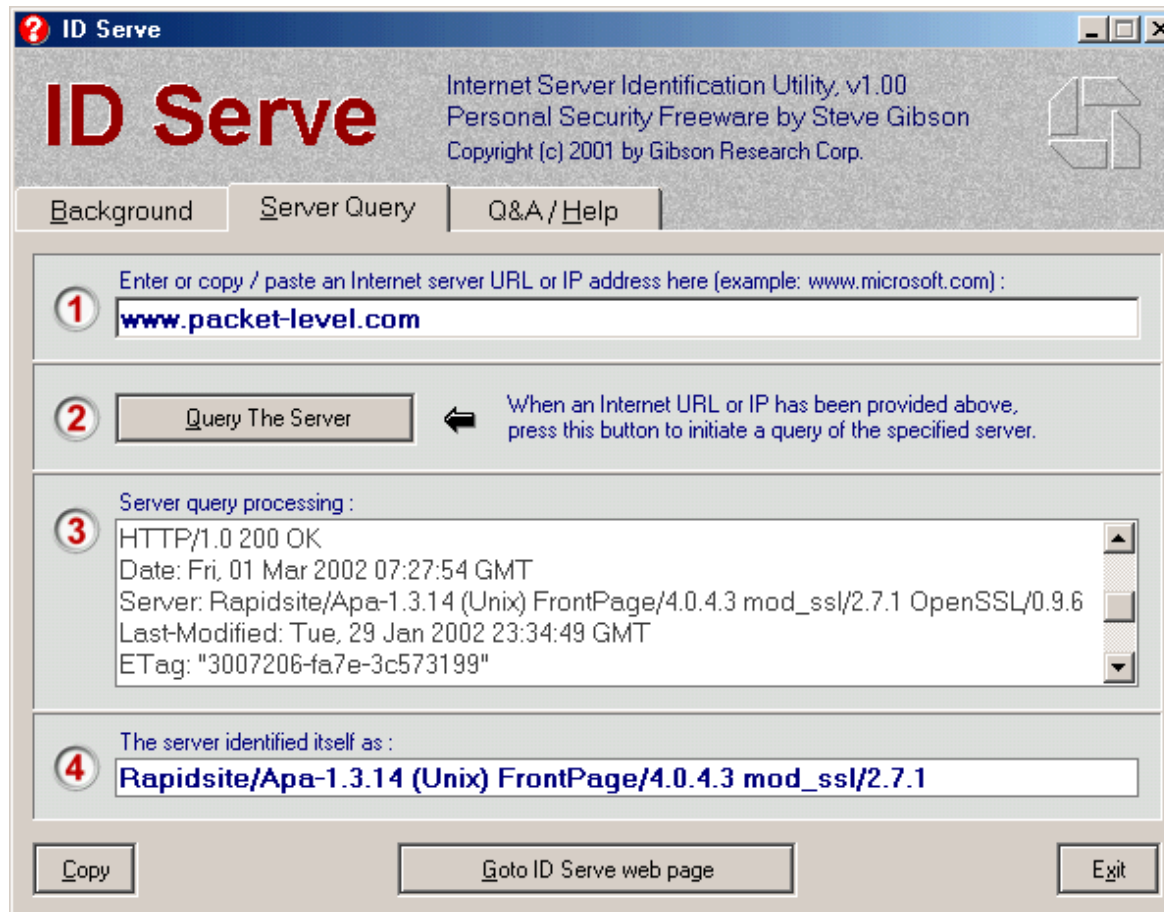 ID Serve
ID Serve
Internet Server Identification Utility, v1.00
Personal Security Freeware by Steve Gibson
Copyright (c) 2001 by Gibson Research Corp.
Background
Server Query
Q&A / Help
1
Enter or copy / paste an Internet server URL or IP address here (example: www.microsoft.com) :
www.packet-level.com
2
Query The Server
When an Internet URL or IP has been provided above,
press this button to initiate a query of the specified server.
3
Server query processing :
HTTP/1.0 200 OK
Date: Fri, 01 Mar 2002 07:27:54 GMT
Server: Rapidsite/Apa-1.3.14 (Unix) FrontPage/4.0.4.3 mod_ssl/2.7.1 OpenSSL/0.9.6
Last-Modified: Tue, 29 Jan 2002 23:34:49 GMT
ETag: "3007206-fa7e-3c573199"
4
The server identified itself as :
Rapidsite/Apa-1.3.14 (Unix) FrontPage/4.0.4.3 mod_ssl/2.7.1
Copy
Goto ID Serve web page
Exit